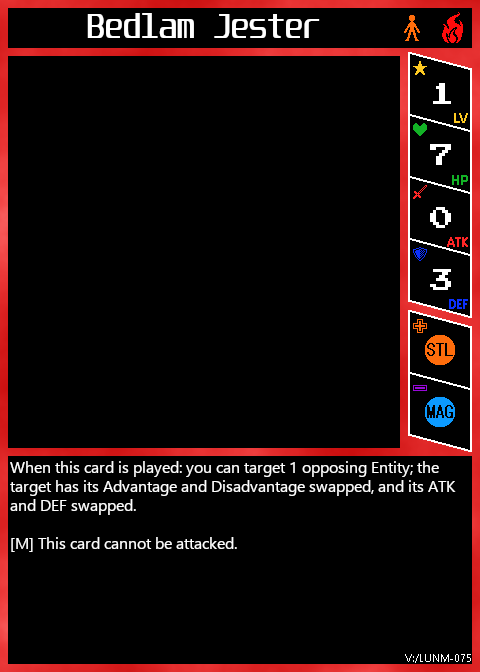 Bedlam Jester
1
LV
7
HP
0
ATK
3
DEF
STL
MAG
When this card is played: you can target 1 opposing Entity; the
target has its Advantage and Disadvantage swapped, and its ATK
and DEF swapped.
[M] This card cannot be attacked.
V:/LUNM-075